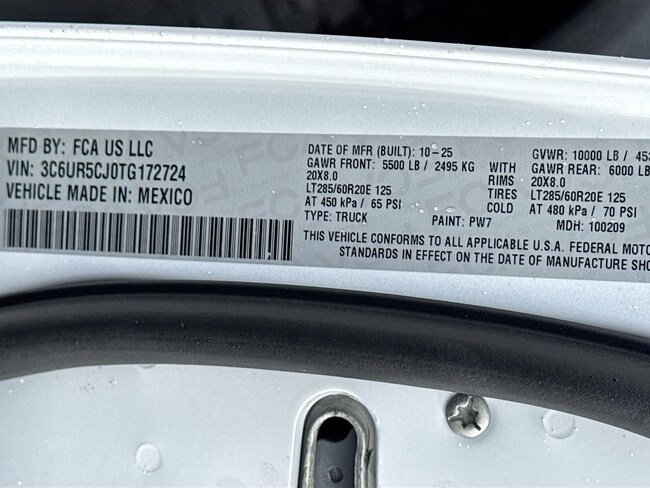 MFD BY: FCA US LLC
VIN: 3C6UR5CJ0TG172724
VEHICLE MADE IN: MEXICO
DATE OF MFR (BUILT): 10-25 GVWR: 10000 LB /
GAWR FRONT: 5500 LB / 2495 KG WITH GAWR REAR: 6000 LB
20X8.0 RIMS 20X8.0
LT285/60R20E 125 TIRES LT285/60R20E 125
AT 450 kPa / 65 PSI COLD AT 480 kPa / 70 PSI
TYPE: TRUCK PAINT: PW7 MDH: 100209
THIS VEHICLE CONFORMS TO ALL APPLICABLE U.S.A. FEDERAL
STANDARDS IN EFFECT ON THE DATE OF MANUFACTURE